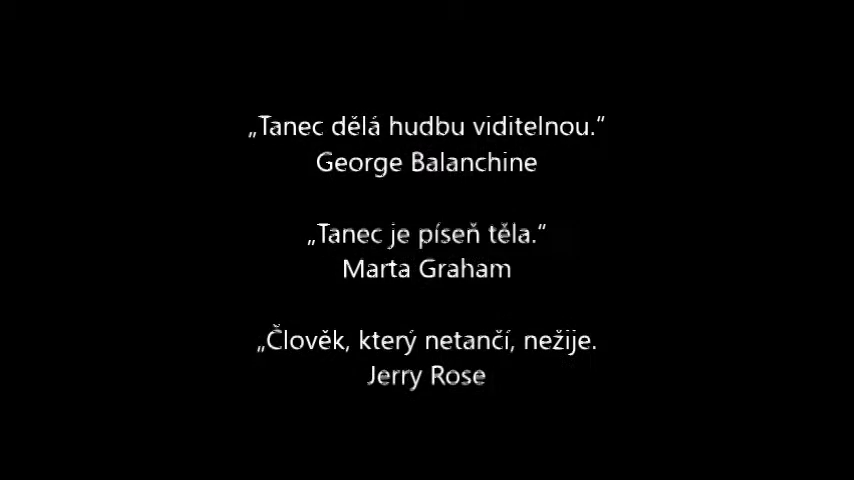 „Tanec dělá hudbu viditelnou.“
George Balanchine
„Tanec je píseň těla.“
Marta Graham
„Člověk, který netančí, nežije.
Jerry Rose